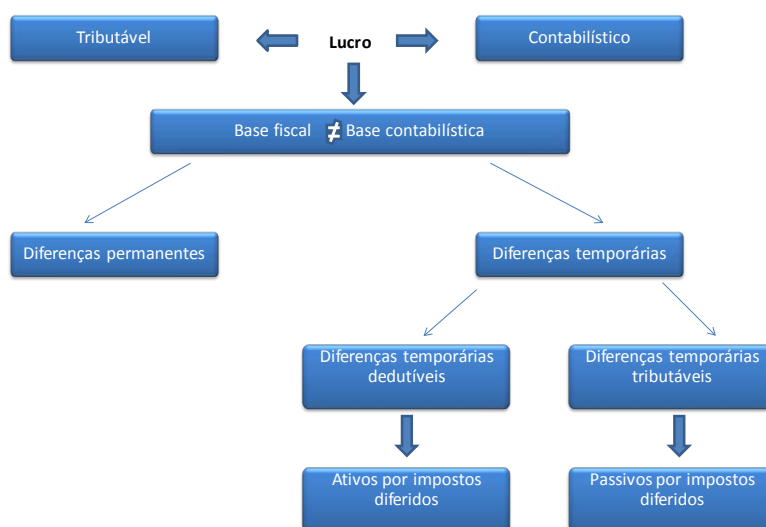 Tributável
Lucro
Contabilístico
Base fiscal ≠ Base contabilística
Diferenças permanentes
Diferenças temporárias
Diferenças temporárias
dedutíveis
Diferenças temporárias
tributáveis
Ativos por impostos
diferidos
Passivos por impostos
diferidos